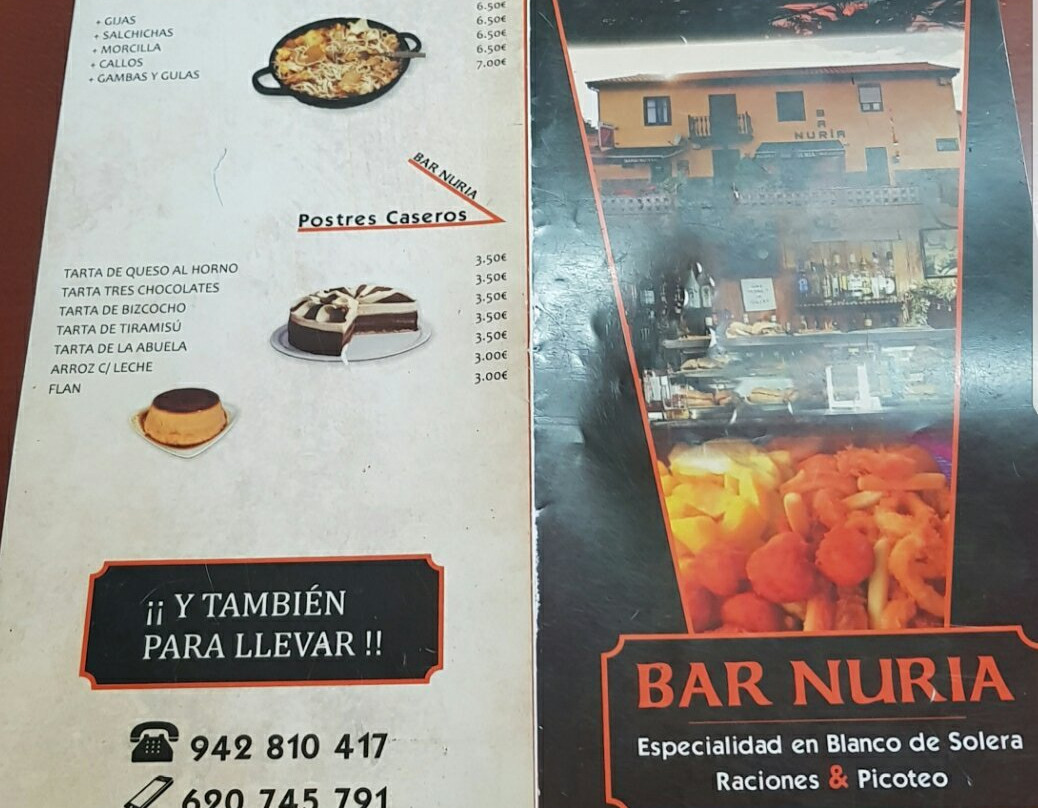 + GIJAS 6.50€
+ SALCHICHAS 6.50€
+ MORCILLA 6.50€
+ CALLOS 6.50€
+ GAMBAS Y GULAS 7.00€
BAR NURIA
Postres Caseros
TARTA DE QUESO AL HORNO 3.50€
TARTA TRES CHOCOLATES 3.50€
TARTA DE BIZCOCHO 3.50€
TARTA DE TIRAMISÚ 3.50€
TARTA DE LA ABUELA 3.50€
ARROZ C/ LECHE 3.00€
FLAN 3.00€
¡¡ Y TAMBIÉN
PARA LLEVAR !!
942 810 417
620 745 791
BAR
NURIA
BAR NURIA
Especialidad en Blanco de Solera
Raciones & Picoteo